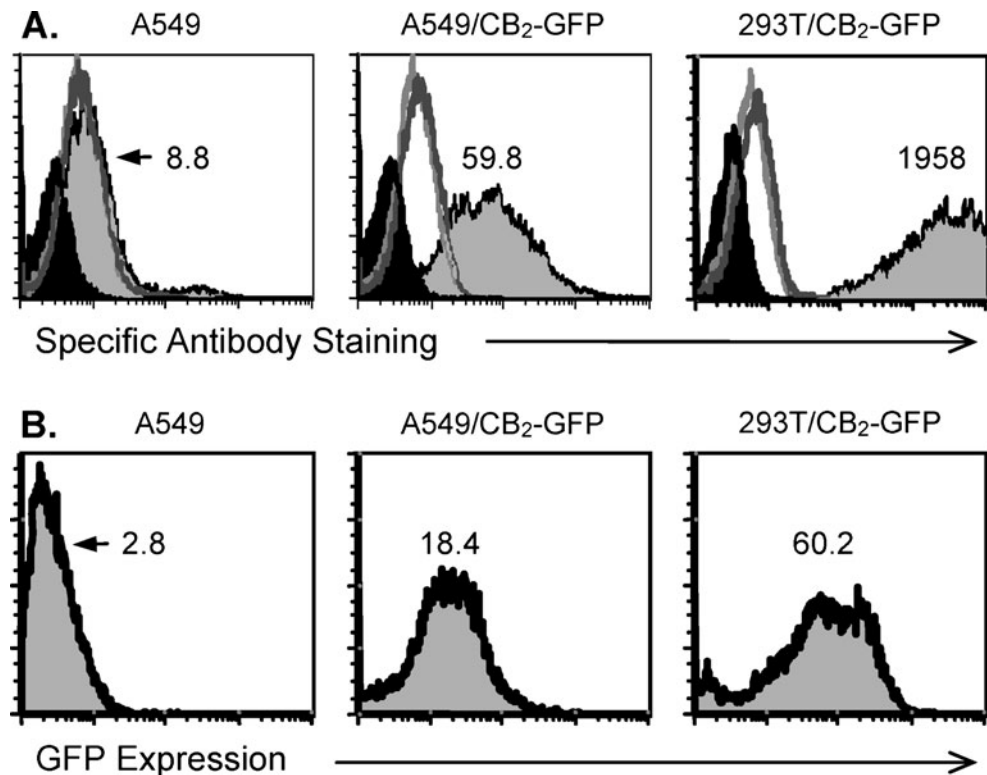 A.
A549 A549/CB₂-GFP 293T/CB₂-GFP
8.8 59.8 1958
Specific Antibody Staining
B.
A549 A549/CB₂-GFP 293T/CB₂-GFP
2.8 18.4 60.2
GFP Expression